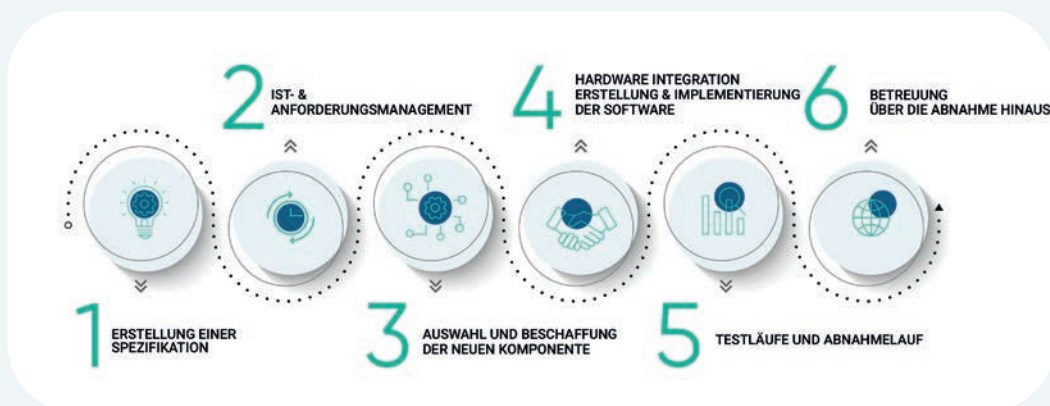 1
ERSTELLUNG EINER
SPEZIFIKATION
2
IST- &
ANFORDERUNGSMANAGEMENT
3
AUSWAHL UND BESCHAFFUNG
DER NEUEN KOMPONENTE
4
HARDWARE INTEGRATION
ERSTELLUNG & IMPLEMENTIERUNG
DER SOFTWARE
5
TESTLÄUFE UND ABNAHMELAUF
6
BETREUUNG
ÜBER DIE ABNAHME HINAUS